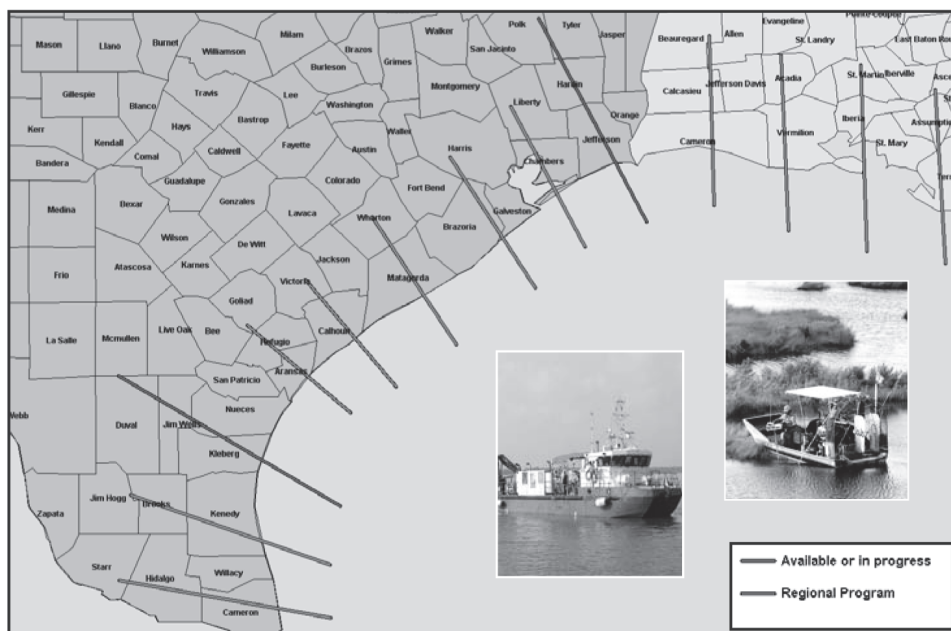 Polk
Tyler
Pointe Coupee
Evangeline
Milam
Walker
Mason
Llano
Burnet
Williamson
Brazos
San Jacinto
Jasper
Beauregard
Allen
St. Landry
East Baton Rou
Grimes
Burleson
Montgomery
Hardin
Gillespie
Travis
Lee
Calcasieu
Jefferson Davis
Acadia
St. Martin
Iberville
Asc
Blanco
Washington
Liberty
Orange
Hays
Bastrop
Iberia
Assumption
Kerr
Kendall
Waller
Harris
Jefferson
Cameron
Vermilion
St. Mary
Comal
Caldwell
Fayette
Austin
Bandera
Chambers
Guadalupe
Colorado
Fort Bend
Terr
Medina
Bexar
Gonzales
Lavaca
Wharton
Galveston
Wilson
De Witt
Brazoria
Frio
Atascosa
Karnes
Jackson
Victoria
Matagorda
Goliad
La Salle
Mcmullen
Live Oak
Bee
Refugio
Calhoun
Aransas
San Patricio
Webb
Duval
Jim Wells
Nueces
Kleberg
Zapata
Jim Hogg
Brooks
Kenedy
Starr
Hidalgo
Willacy
Cameron
Available or in progress
Regional Program